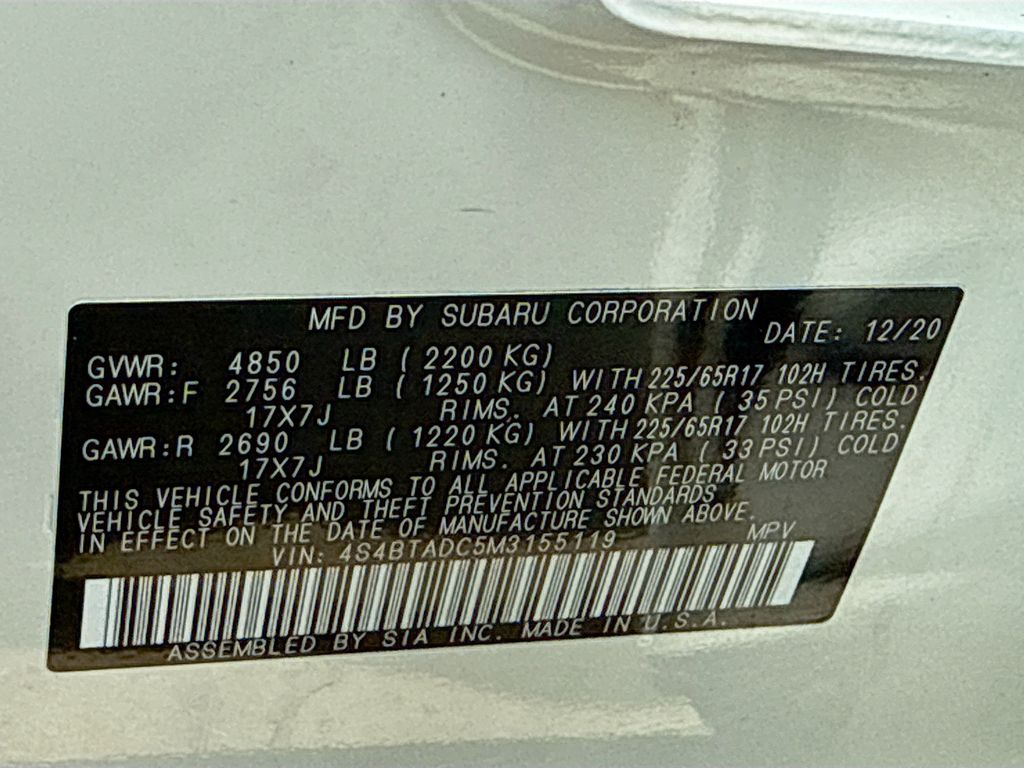 MFD BY SUBARU CORPORATION
DATE: 12/20
GVWR: 4850 LB ( 2200 KG)
GAWR:F 2756 LB ( 1250 KG) WITH 225/65R17 102H TIRES.
17X7J RIMS. AT 240 KPA ( 35 PSI) COLD
GAWR:R 2690 LB ( 1220 KG) WITH 225/65R17 102H TIRES.
17X7J RIMS. AT 230 KPA ( 33 PSI) COLD
THIS VEHICLE CONFORMS TO ALL APPLICABLE FEDERAL MOTOR
VEHICLE SAFETY AND THEFT PREVENTION STANDARDS
IN EFFECT ON THE DATE OF MANUFACTURE SHOWN ABOVE.
VIN: 4S4BTADC5M3155119 MPV
ASSEMBLED BY SIA INC. MADE IN U.S.A.